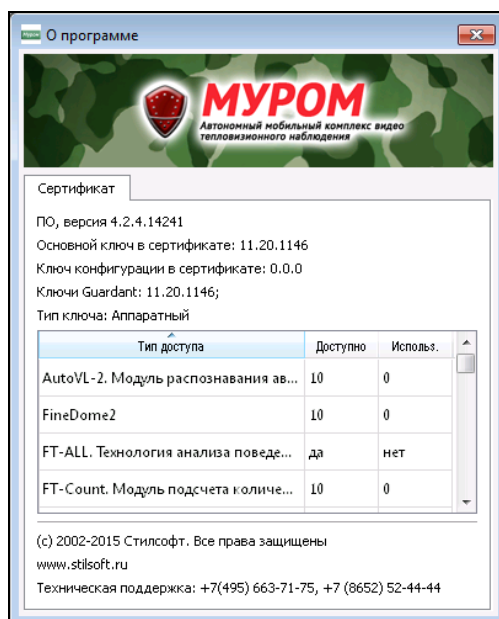 Муром
О программе
МУРОМ
Автономный мобильный комплекс видео
тепловизионного наблюдения
Сертификат
ПО, версия 4.2.4.14241
Основной ключ в сертификате: 11.20.1146
Ключ конфигурации в сертификате: 0.0.0
Ключи Guardant: 11.20.1146;
Тип ключа: Аппаратный
Тип доступа Доступно Использ.
AutoVL-2. Модуль распознавания ав... 10 0
FineDome2 10 0
FT-ALL. Технология анализа поведе... да нет
FT-Count. Модуль подсчета количе... 10 0
(c) 2002-2015 Стилсофт. Все права защищены
www.stilsoft.ru
Техническая поддержка: +7(495) 663-71-75, +7 (8652) 52-44-44